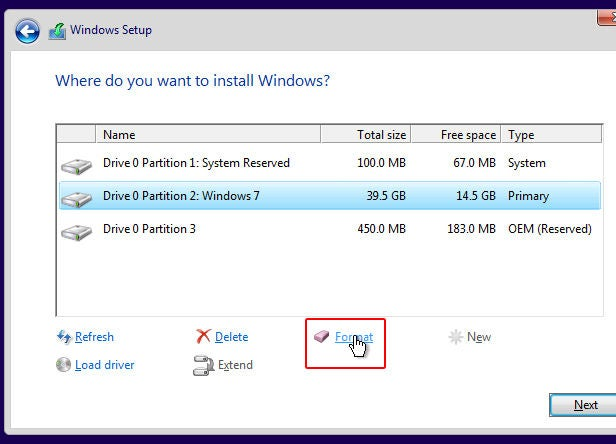 Windows Setup
Where do you want to install Windows?
Name Total size Free space Type
Drive 0 Partition 1: System Reserved 100.0 MB 67.0 MB System
Drive 0 Partition 2: Windows 7 39.5 GB 14.5 GB Primary
Drive 0 Partition 3 450.0 MB 183.0 MB OEM (Reserved)
Refresh Delete Format New
Load driver Extend
Next